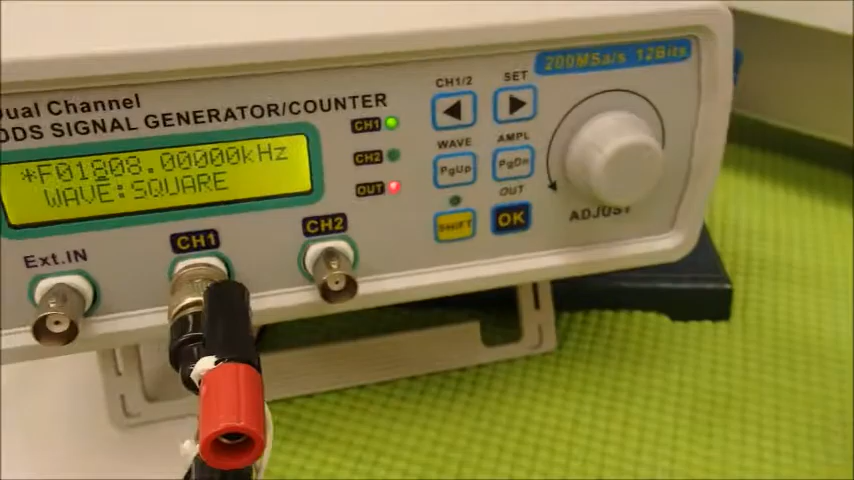 200MSa/s 12Bits
Dual Channel
DDS SIGNAL GENERATOR/COUNTER
CH1/2 SET
CH1
*F01808.00000kHz
WAVE:SQUARE
CH2
WAVE AMPL
PgUp PgDn
OUT
OUT
SHIFT OK
ADJUST
Ext.IN
CH1
CH2